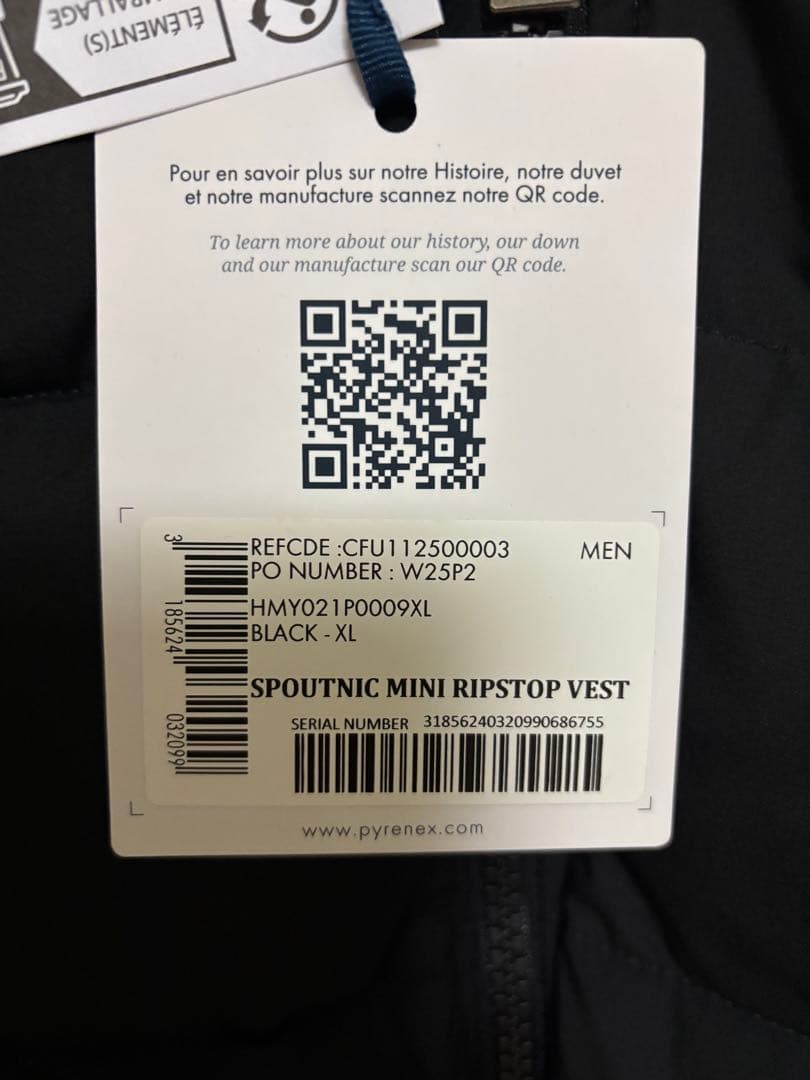 ÉLÉMENT(S)
Pour en savoir plus sur notre Histoire, notre duvet
et notre manufacture scannez notre QR code.
To learn more about our history, our down
and our manufacture scan our QR code.
REFCDE :CFU112500003 MEN
PO NUMBER : W25P2
HMY021P0009XL
BLACK - XL
SPOUTNIC MINI RIPSTOP VEST
SERIAL NUMBER 31856240320990686755
3 185624 032099
www.pyrenex.com